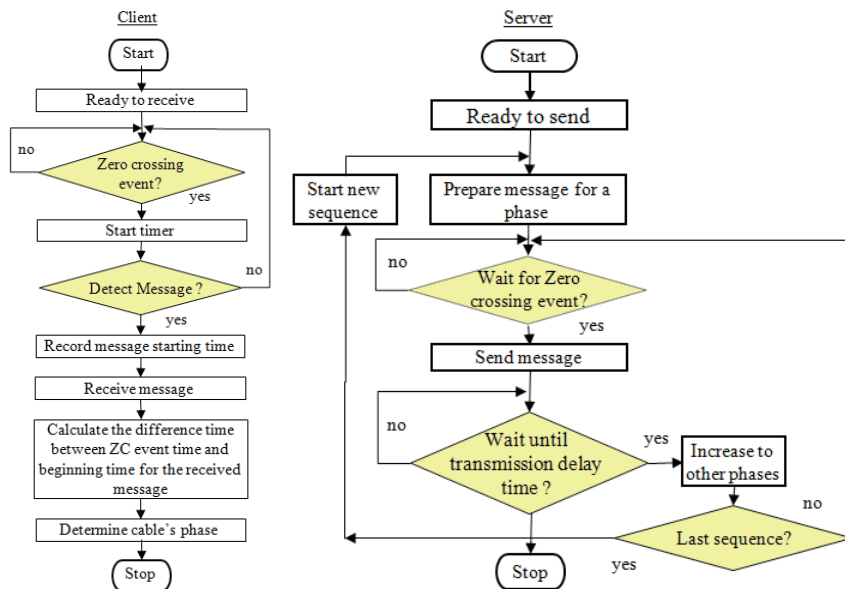 Client
Start
Ready to receive
no
Zero crossing
event?
yes
Start timer
Detect Message ?
no
yes
Record message starting time
Receive message
Calculate the difference time
between ZC event time and
beginning time for the received
message
Determine cable's phase
Stop
Server
Start
Ready to send
Start new
sequence
Prepare message for a
phase
no
Wait for Zero
crossing event?
yes
Send message
no
Wait until
transmission delay
time ?
yes
Increase to
other phases
no
Last sequence?
yes
Stop